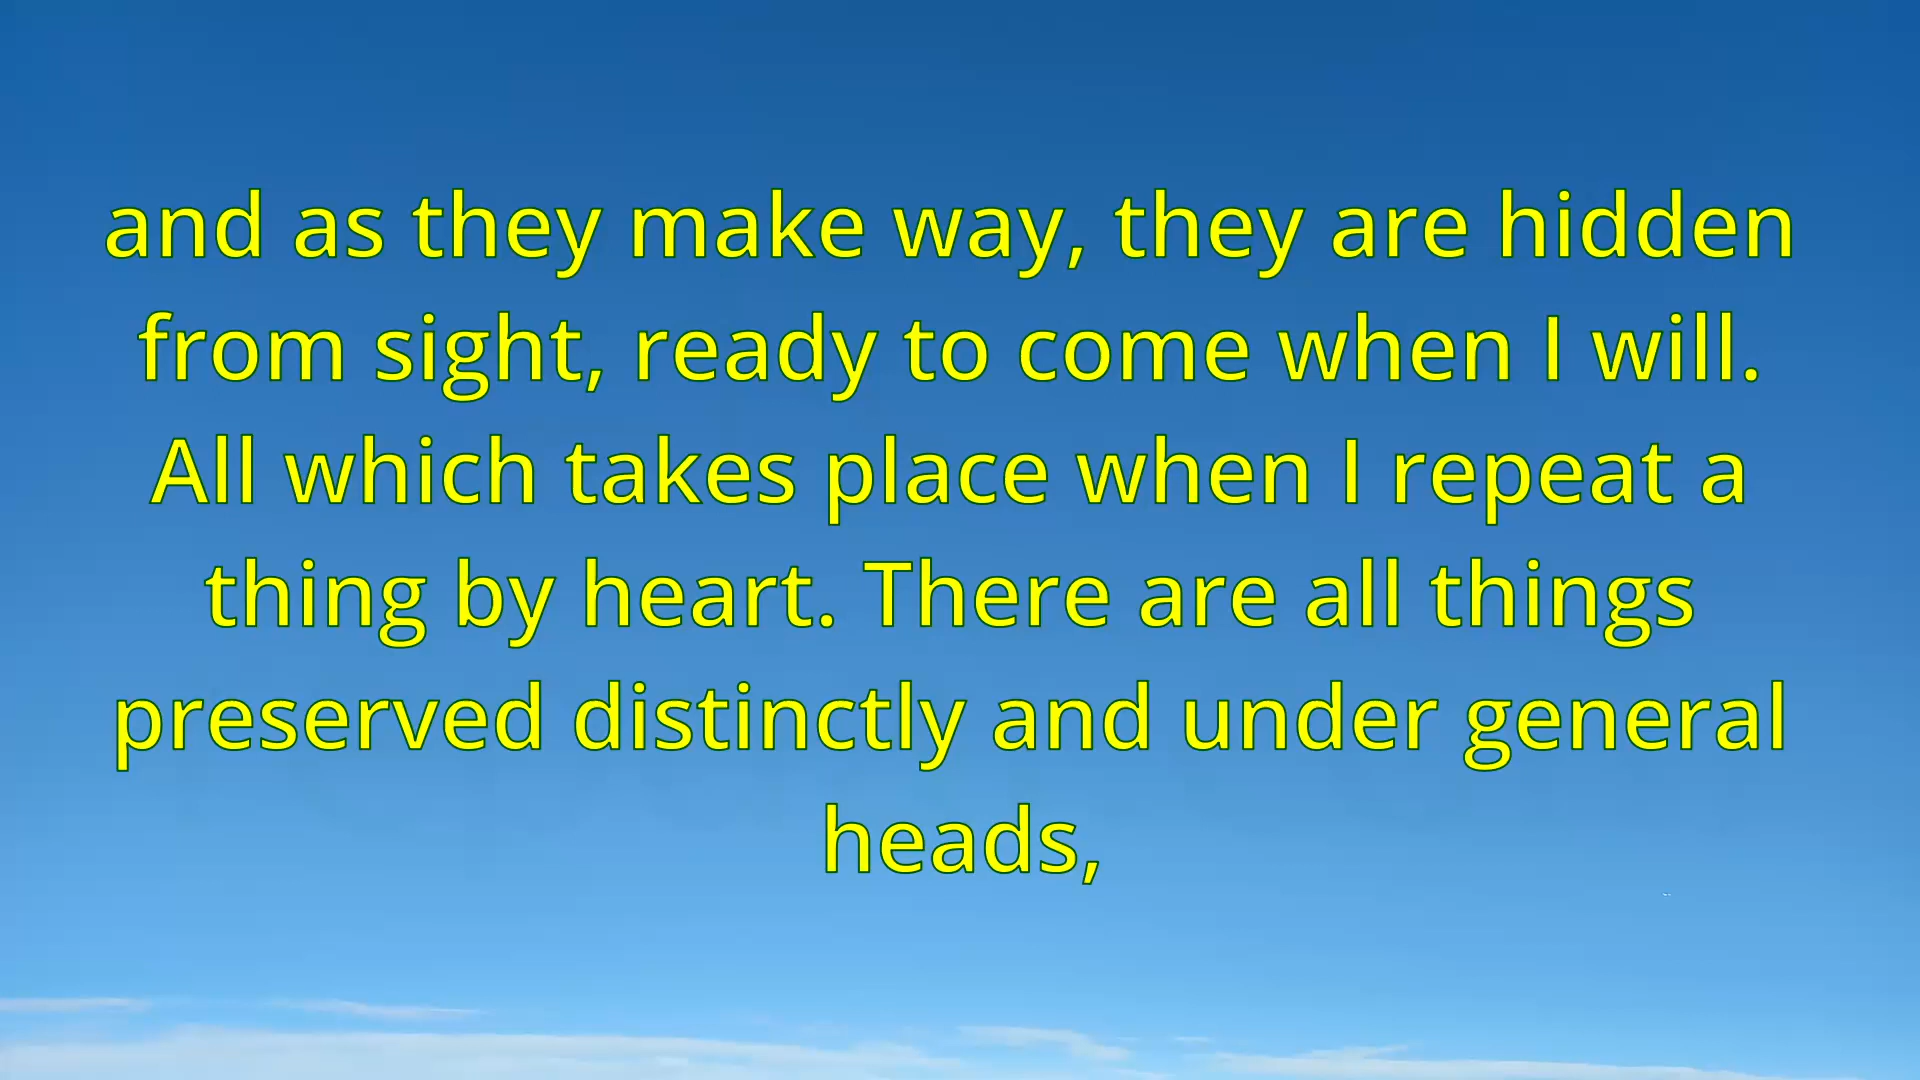 and as they make way, they are hidden
from sight, ready to come when I will.
All which takes place when I repeat a
thing by heart. There are all things
preserved distinctly and under general
heads,